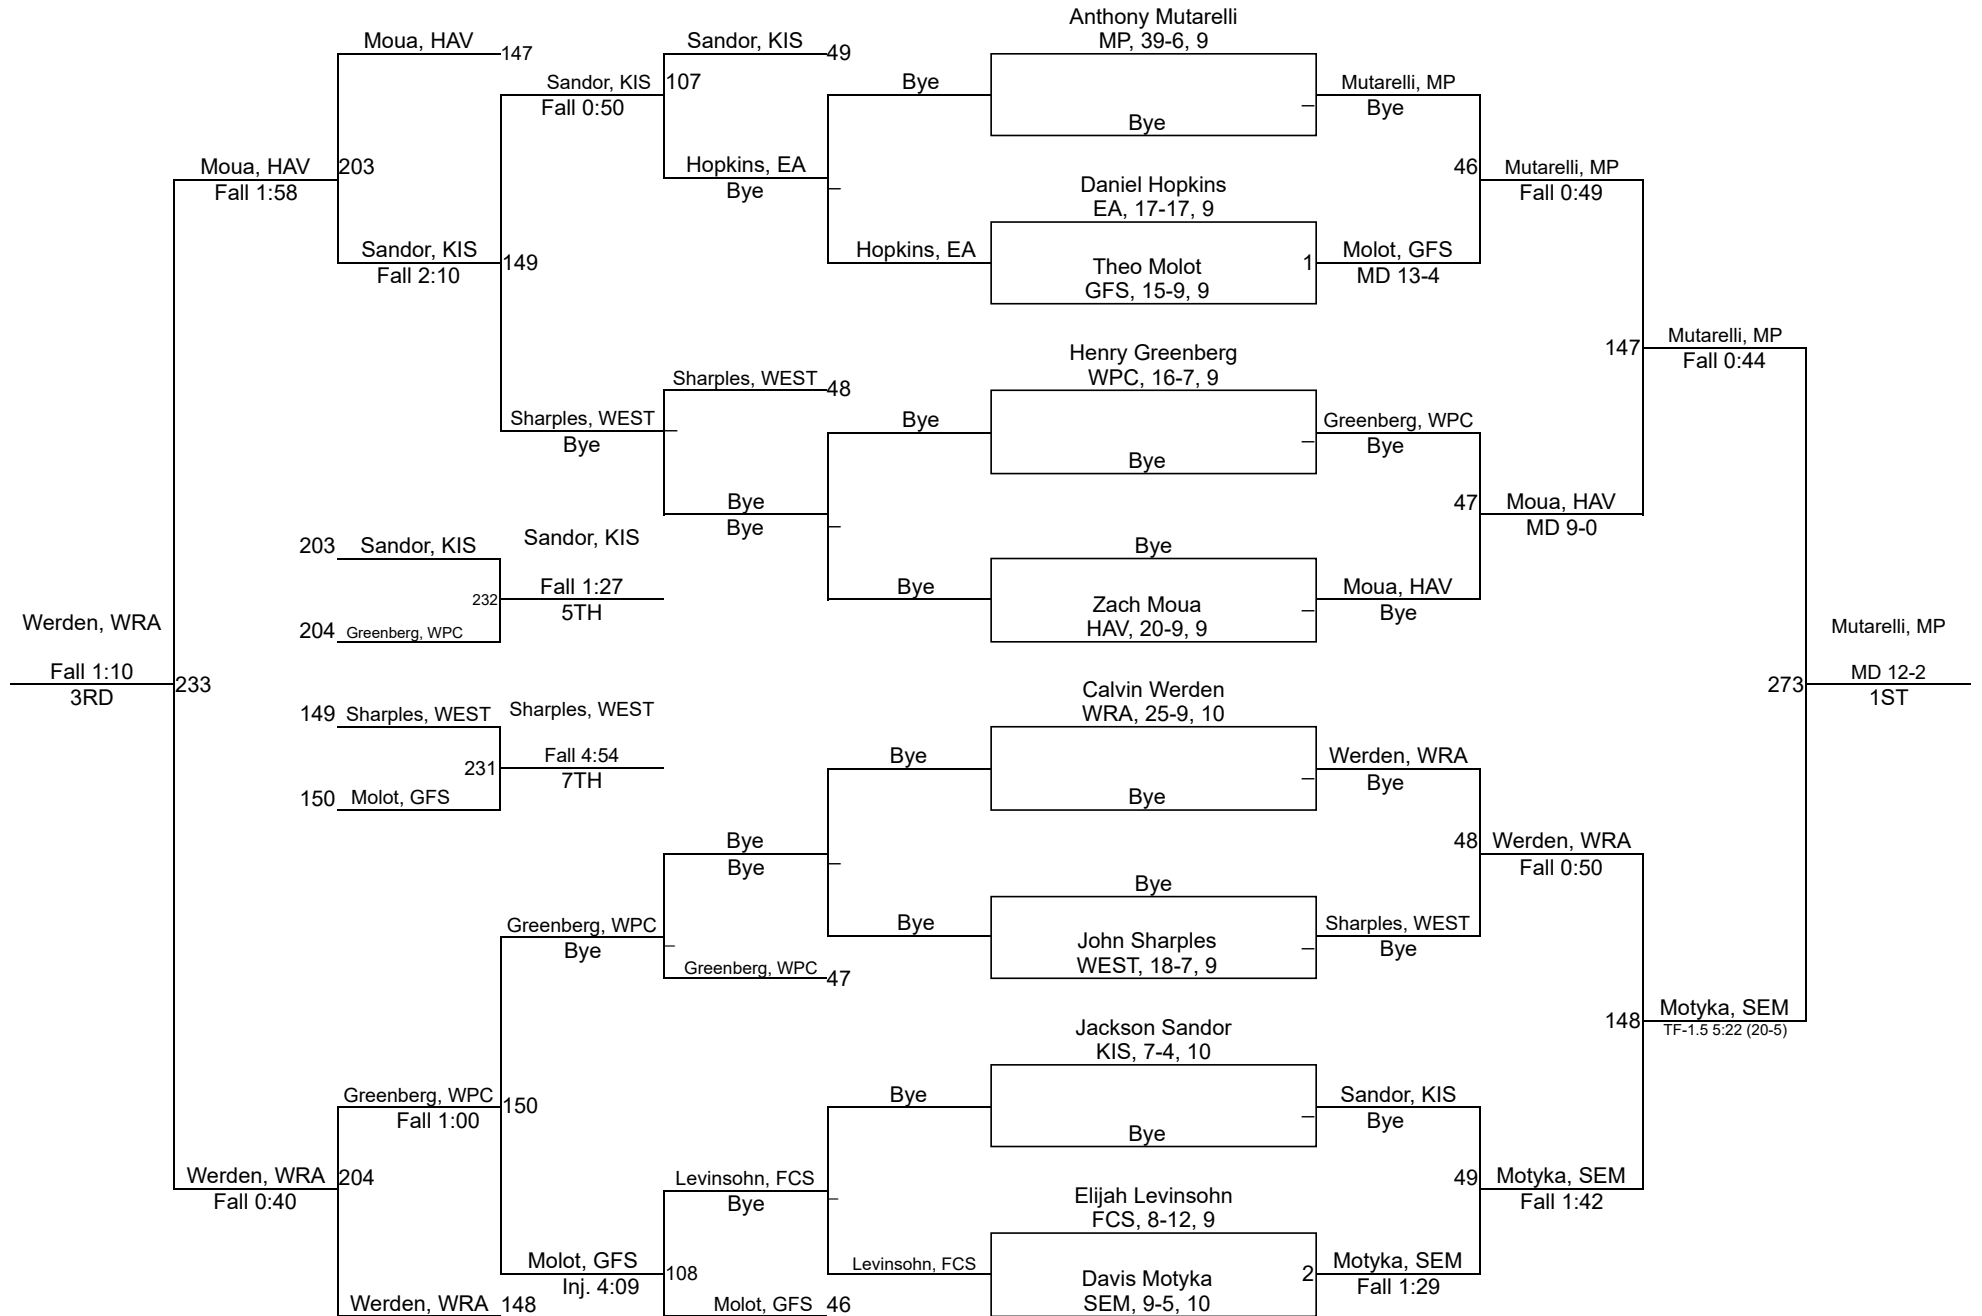 Anthony Mutarelli
Moua, HAV
147
Sandor, KIS
49
MP, 39-6, 9
Sandor, KIS
107
Bye
Mutarelli, MP
Fall 0:50
Bye
Bye
Moua, HAV
203
Hopkins, EA
46
Mutarelli, MP
Fall 1:58
Bye
Daniel Hopkins
Fall 0:49
EA, 17-17, 9
Sandor, KIS
149
Hopkins, EA
Theo Molot
1
Molot, GFS
Fall 2:10
GFS, 15-9, 9
MD 13-4
Henry Greenberg
147
Mutarelli, MP
Sharples, WEST
48
WPC, 16-7, 9
Fall 0:44
Sharples, WEST
Bye
Greenberg, WPC
Bye
Bye
Bye
Bye
47
Moua, HAV
Bye
MD 9-0
203
Sandor, KIS
Sandor, KIS
Bye
Fall 1:27
Bye
Moua, HAV
232
5TH
Zach Moua
Bye
204
Greenberg, WPC
HAV, 20-9, 9
Werden, WRA
Mutarelli, MP
Fall 1:10
233
273
MD 12-2
3RD
1ST
149
Sharples, WEST
Sharples, WEST
Calvin Werden
WRA, 25-9, 10
231
Fall 4:54
Bye
Werden, WRA
7TH
Bye
150
Molot, GFS
Bye
Bye
48
Werden, WRA
Bye
Fall 0:50
Bye
Greenberg, WPC
Bye
John Sharples
Sharples, WEST
Bye
WEST, 18-7, 9
Bye
Greenberg, WPC
47
Jackson Sandor
148
Motyka, SEM
KIS, 7-4, 10
TF-1.5 5:22 (20-5)
Greenberg, WPC
150
Bye
Sandor, KIS
Fall 1:00
Bye
Bye
Werden, WRA
204
Levinsohn, FCS
49
Motyka, SEM
Fall 0:40
Bye
Elijah Levinsohn
Fall 1:42
FCS, 8-12, 9
Molot, GFS
108
Levinsohn, FCS
2
Motyka, SEM
Inj. 4:09
Davis Motyka
Fall 1:29
Werden, WRA
148
Molot, GFS
46
SEM, 9-5, 10